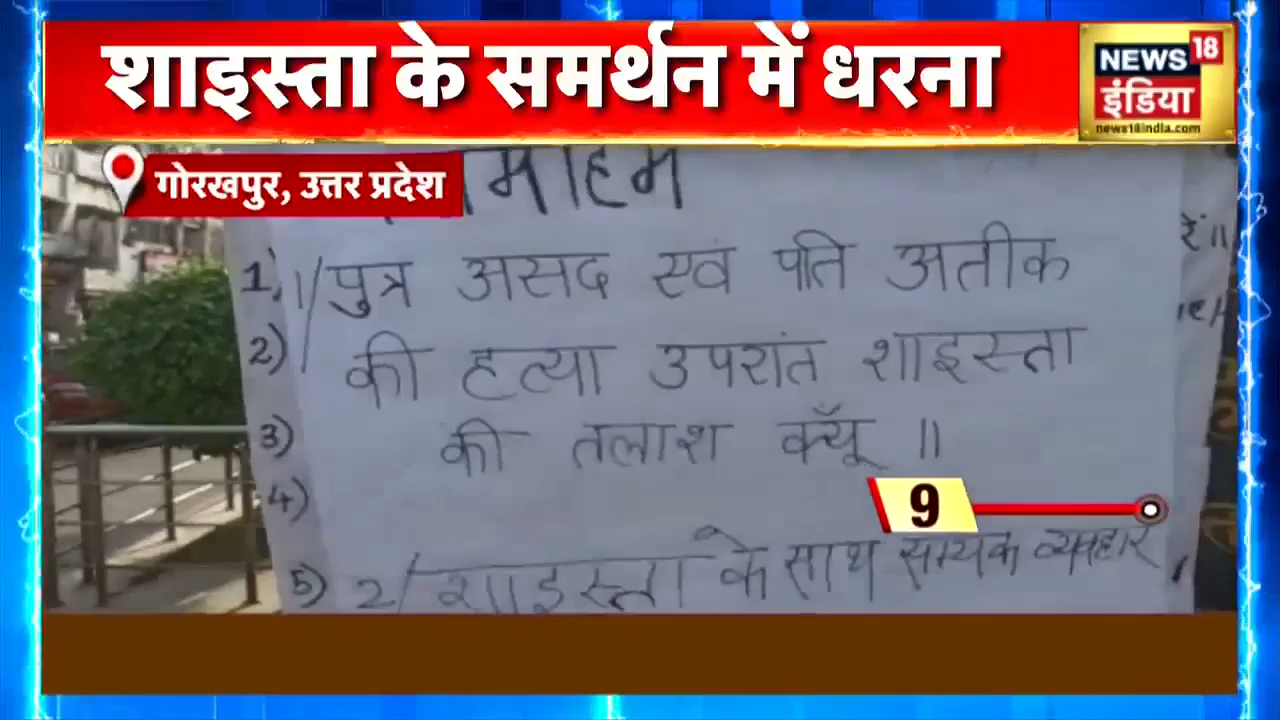 शाइस्ता के समर्थन में धरना
NEWS 18
इंडिया
news18india.com
गोरखपुर, उत्तर प्रदेश
1) 1/ पुत्र असद एवं पति अतीक
2) की हत्या उपरांत शाइस्ता
3) की तलाश क्यूँ ॥
4)
9
5) 2/ शाइस्ता के साथ सम्यक व्यवहार